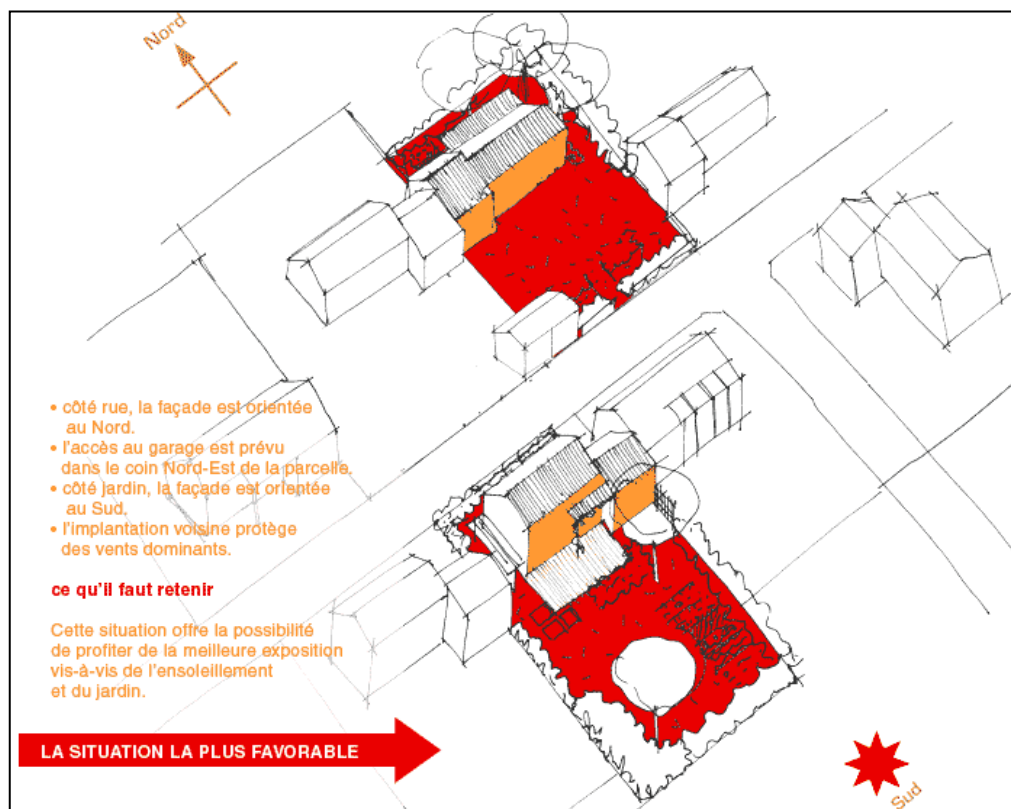 Nord
• côté rue, la façade est orientée
au Nord.
• l'accès au garage est prévu
dans le coin Nord-Est de la parcelle.
• côté jardin, la façade est orientée
au Sud.
• l'implantation voisine protège
des vents dominants.
ce qu'il faut retenir
Cette situation offre la possibilité
de profiter de la meilleure exposition
vis-à-vis de l'ensoleillement
et du jardin.
LA SITUATION LA PLUS FAVORABLE
Sud